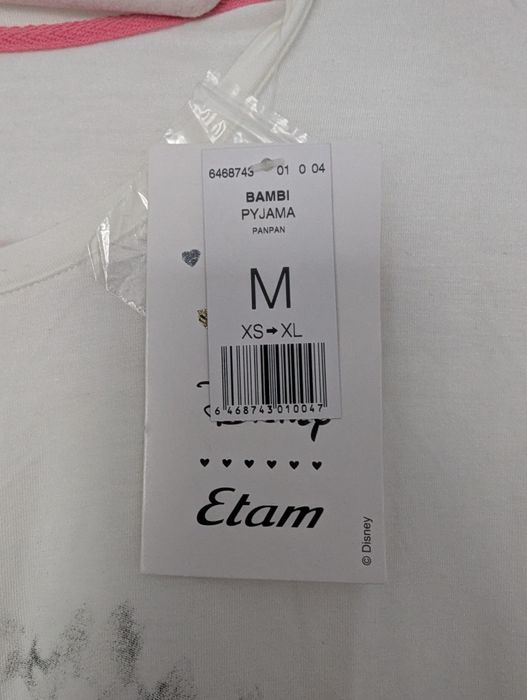 6468743 01 0 04
BAMBI
PYJAMA
PANPAN
M
XS➡XL
6 468743 010047
Disney
Etam
© Disney